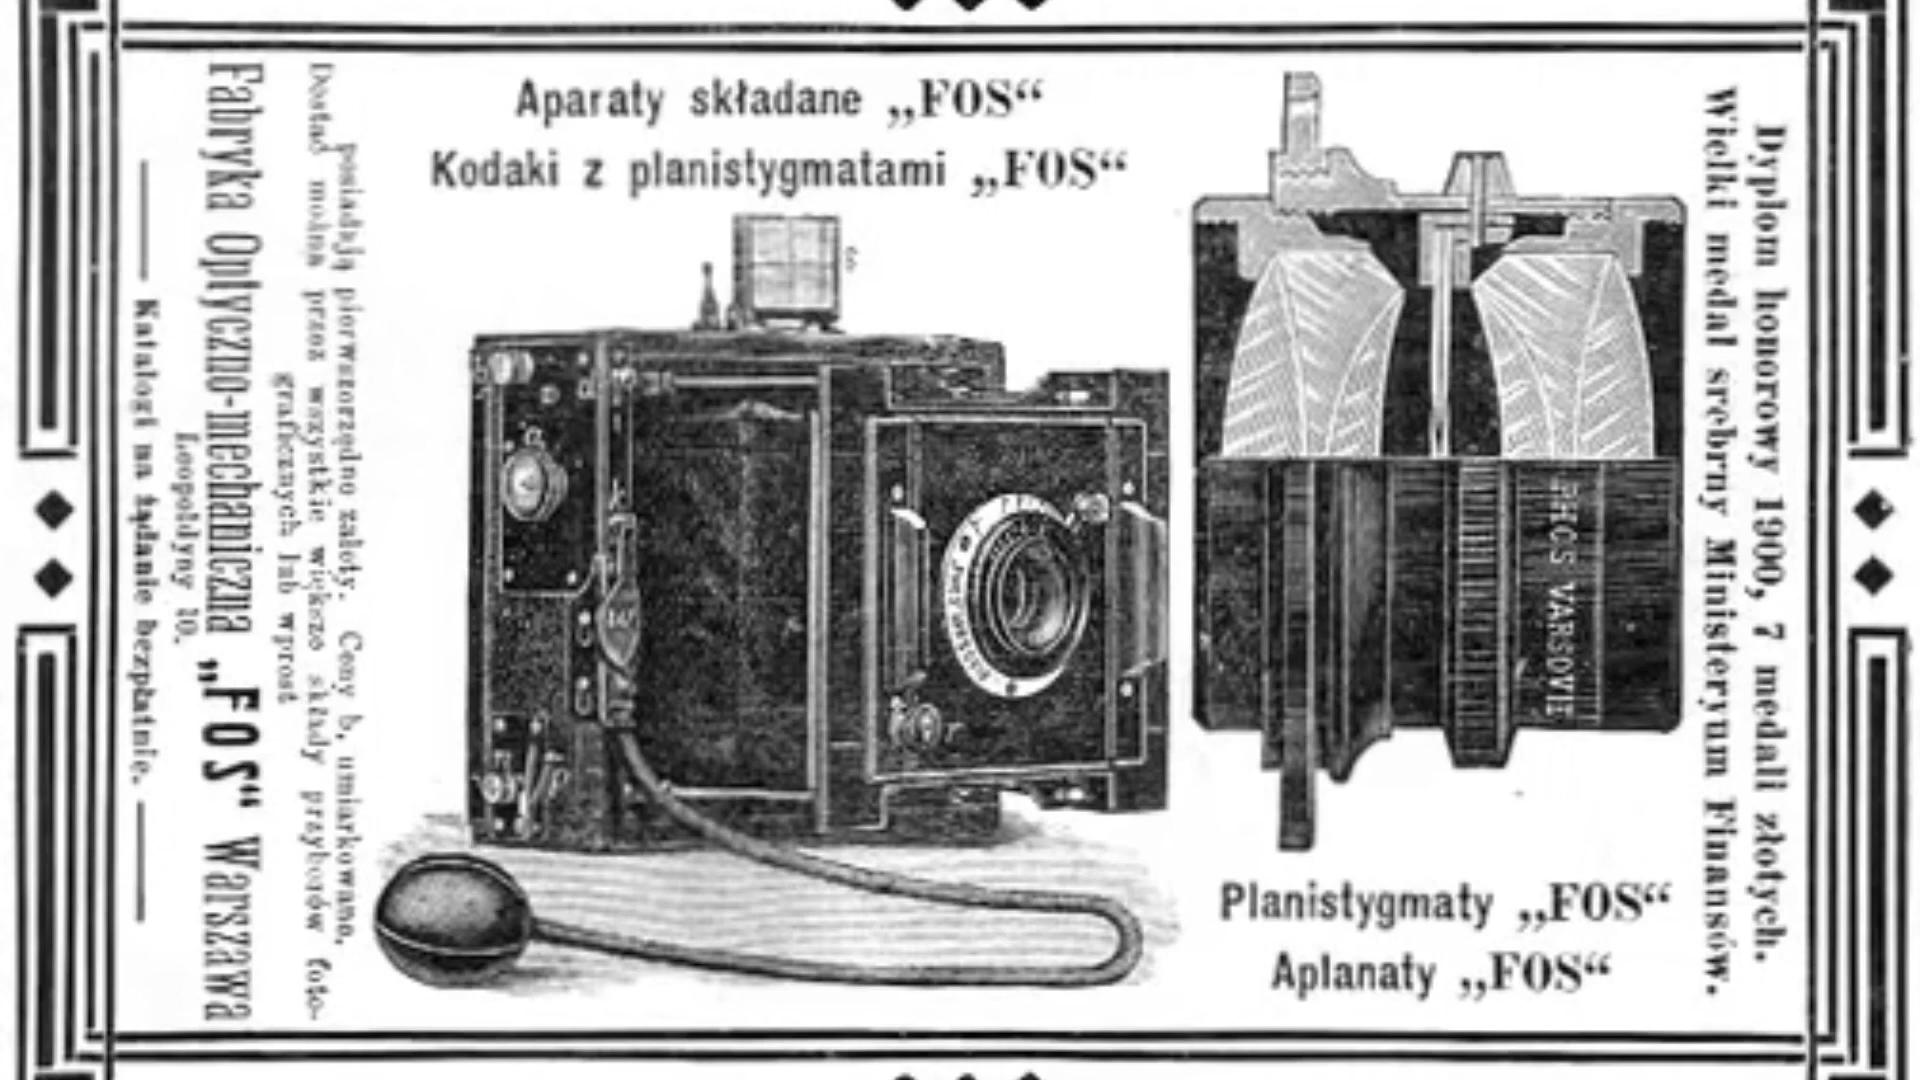 Dyplom honorowy 1900, 7 medali złotych.
Wielki medal srebrny Ministeryum Finansów.
Aparaty składane „FOS“
Kodaki z planistygmatami „FOS“
PHOS VARSOVIE
Planistygmaty „FOS“
Aplanaty „FOS“
posiadają pierwszorzędne zalety. Ceny b. umiarkowane.
Dostać można przez wszystkie większe składy przyborów foto-
graficznych lub wprost
Fabryka Optyczno-mechaniczna „FOS“ Warszawa
Leopoldyny 10.
Katalogi na żądanie bezpłatnie.